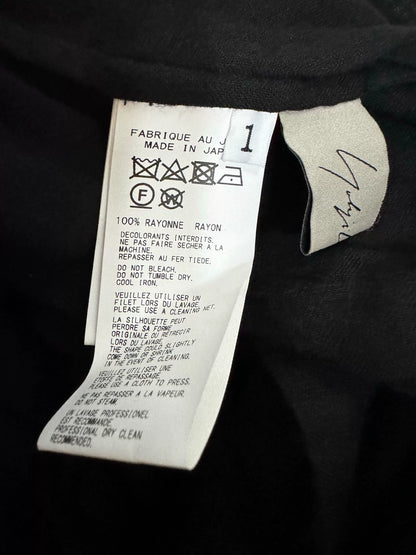 FABRIQUE AU
1
MADE IN JAP
F
W
100% RAYONNE RAYON
DECOLORANTS INTERDITS.
NE PAS FAIRE SECHER A LA
MACHINE.
REPASSER AU FER TIEDE.
DO NOT BLEACH.
DO NOT TUMBLE DRY.
COOL IRON.
VEUILLEZ UTILISER UN
FILET LORS DU LAVAGE.
PLEASE USE A CLEANING NET.
LA SILHOUETTE PEUT
PERDRE SA FORME
ORIGINALE OU RETRECIR
LORS DU LAVAGE.
THE SHAPE COULD SLIGHTLY
COME DOWN OR SHRINK
IN THE EVENT OF CLEANING.
VEUILLEZ UTILISER UNE
ETOFFE DE REPASSAGE.
PLEASE USE A CLOTH TO PRESS.
NE PAS REPASSER A LA VAPEUR.
DO NOT STEAM.
UN LAVAGE PROFESSIONEL
EST RECOMMANDE.
PROFESSIONAL DRY CLEAN
RECOMMENDED.